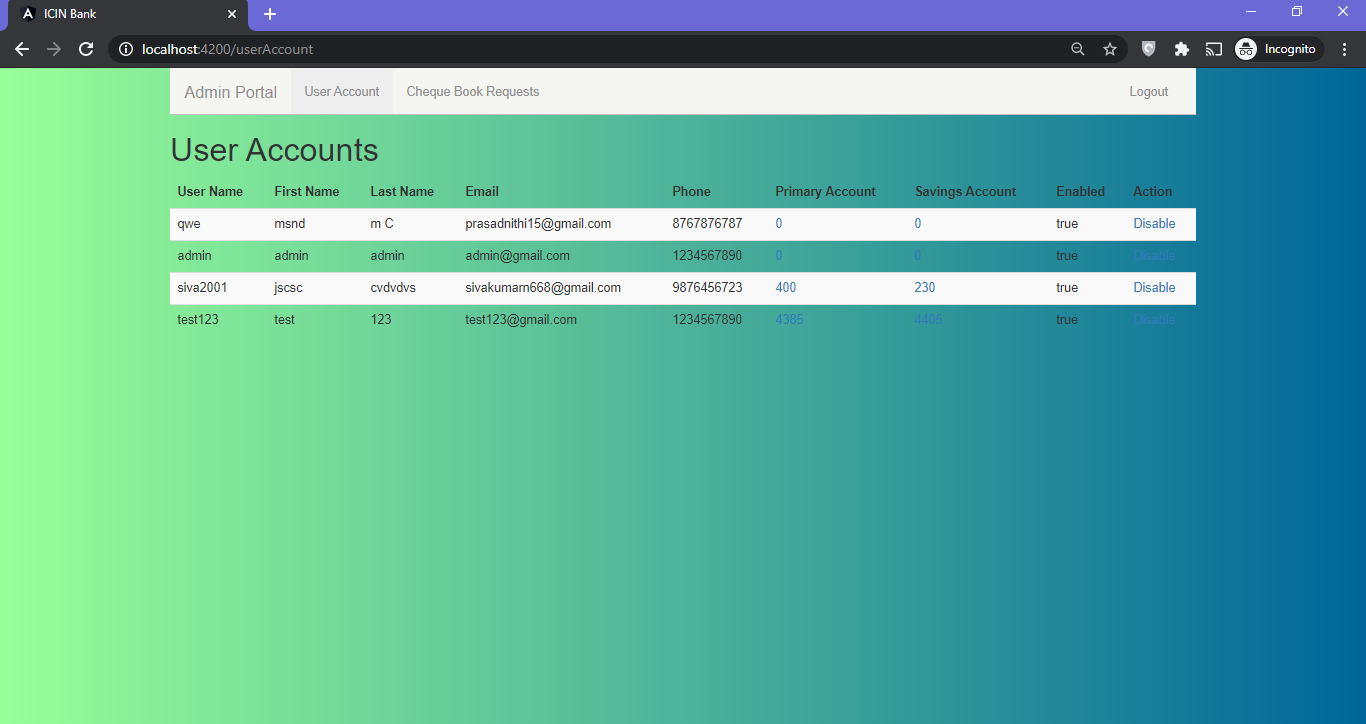 ICIN Bank
localhost:4200/userAccount
Incognito
Admin Portal User Account Cheque Book Requests Logout
User Accounts
User Name First Name Last Name Email Phone Primary Account Savings Account Enabled Action
qwe msnd m C prasadnithi15@gmail.com 8767876787 0 0 true Disable
admin admin admin admin@gmail.com 1234567890 0 0 true Disable
siva2001 jscsc cvdvdvs sivakumarn668@gmail.com 9876456723 400 230 true Disable
test123 test 123 test123@gmail.com 1234567890 4385 4405 true Disable